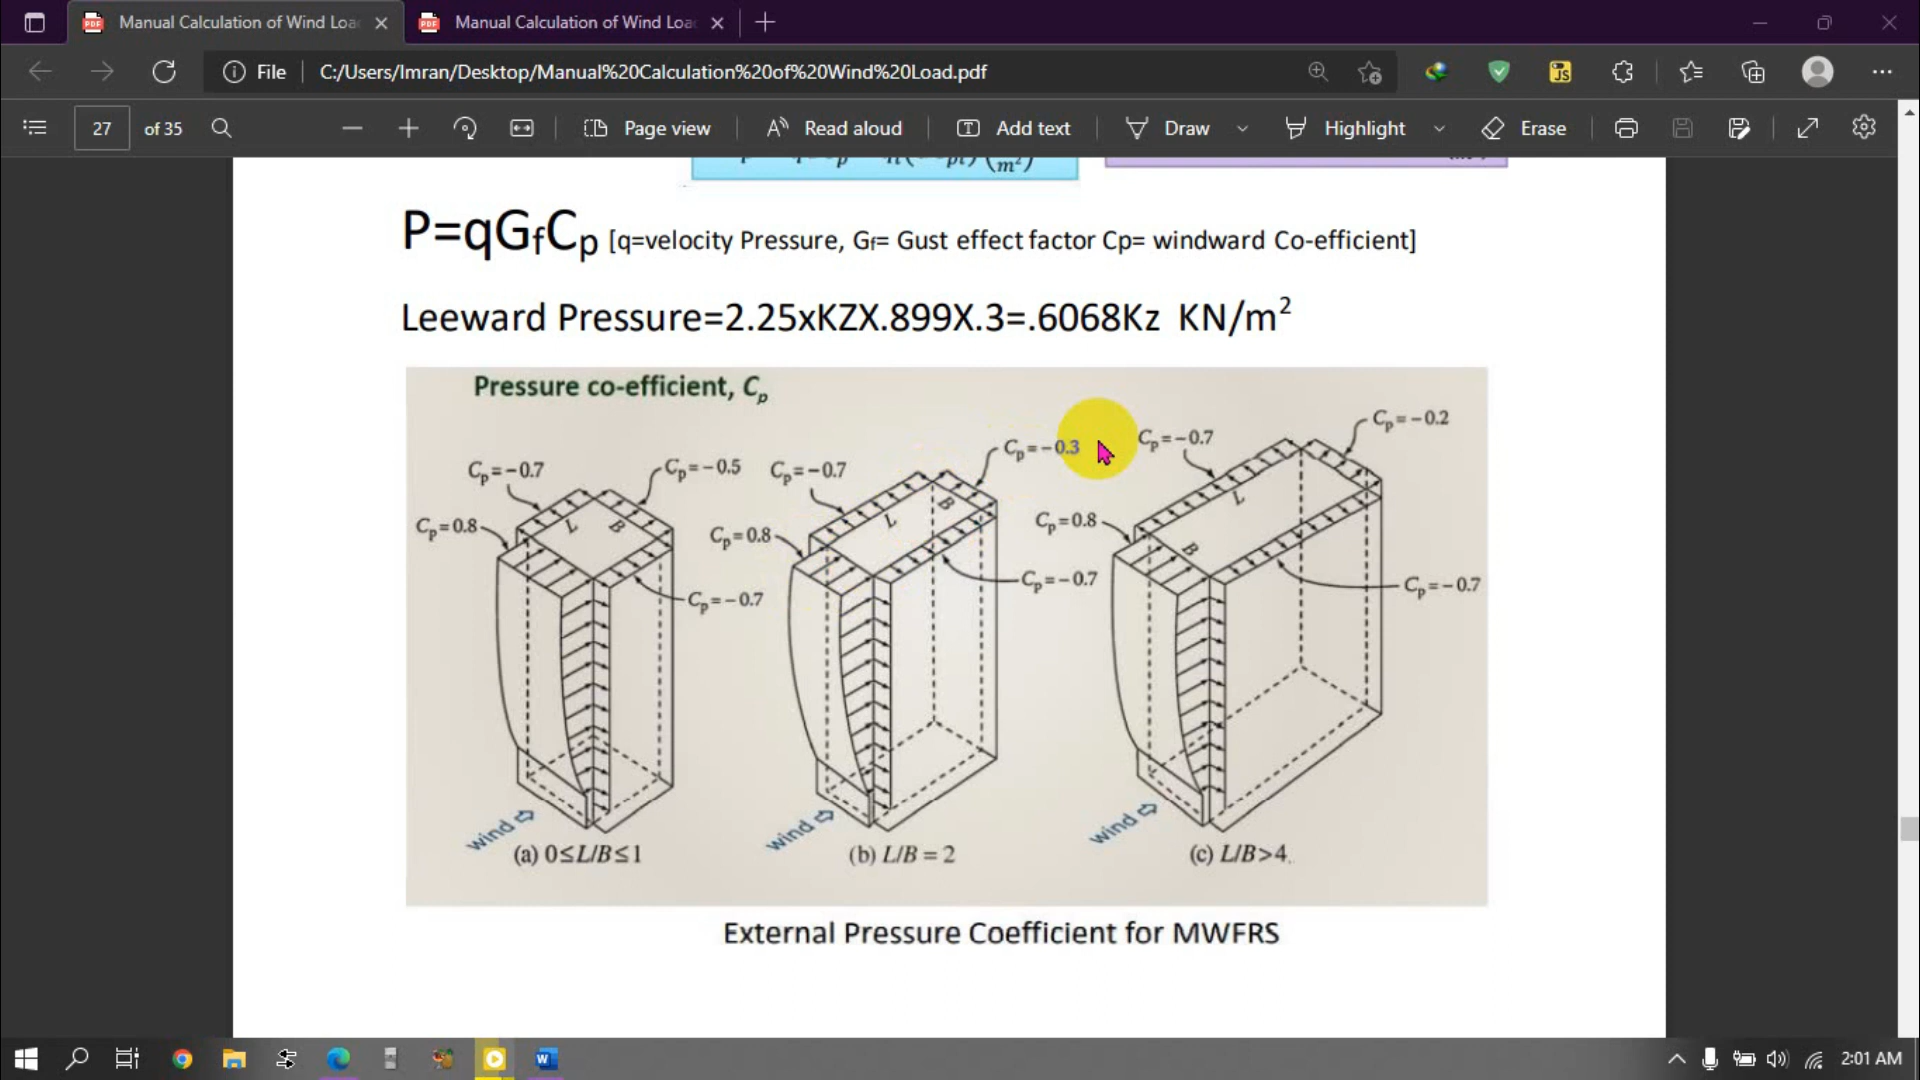 Manual Calculation of Wind Loa
Manual Calculation of Wind Loa
File
C:/Users/Imran/Desktop/Manual%20Calculation%20of%20Wind%20Load.pdf
JS
27 of 35
Page view
Read aloud
Add text
Draw
Highlight
Erase
P=qGfCp [q=velocity Pressure, Gf= Gust effect factor Cp= windward Co-efficient]
Leeward Pressure=2.25xKZX.899X.3=.6068Kz KN/m²
Pressure co-efficient, Cp
Cp=-0.7
Cp=-0.5
Cp=0.8
L
B
Cp=-0.7
wind
(a) 0≤L/B≤1
Cp=-0.7
Cp=-0.3
Cp=0.8
L
B
Cp=-0.7
wind
(b) L/B=2
Cp=-0.7
Cp=-0.2
Cp=0.8
L
B
Cp=-0.7
wind
(c) L/B>4.
External Pressure Coefficient for MWFRS
2:01 AM